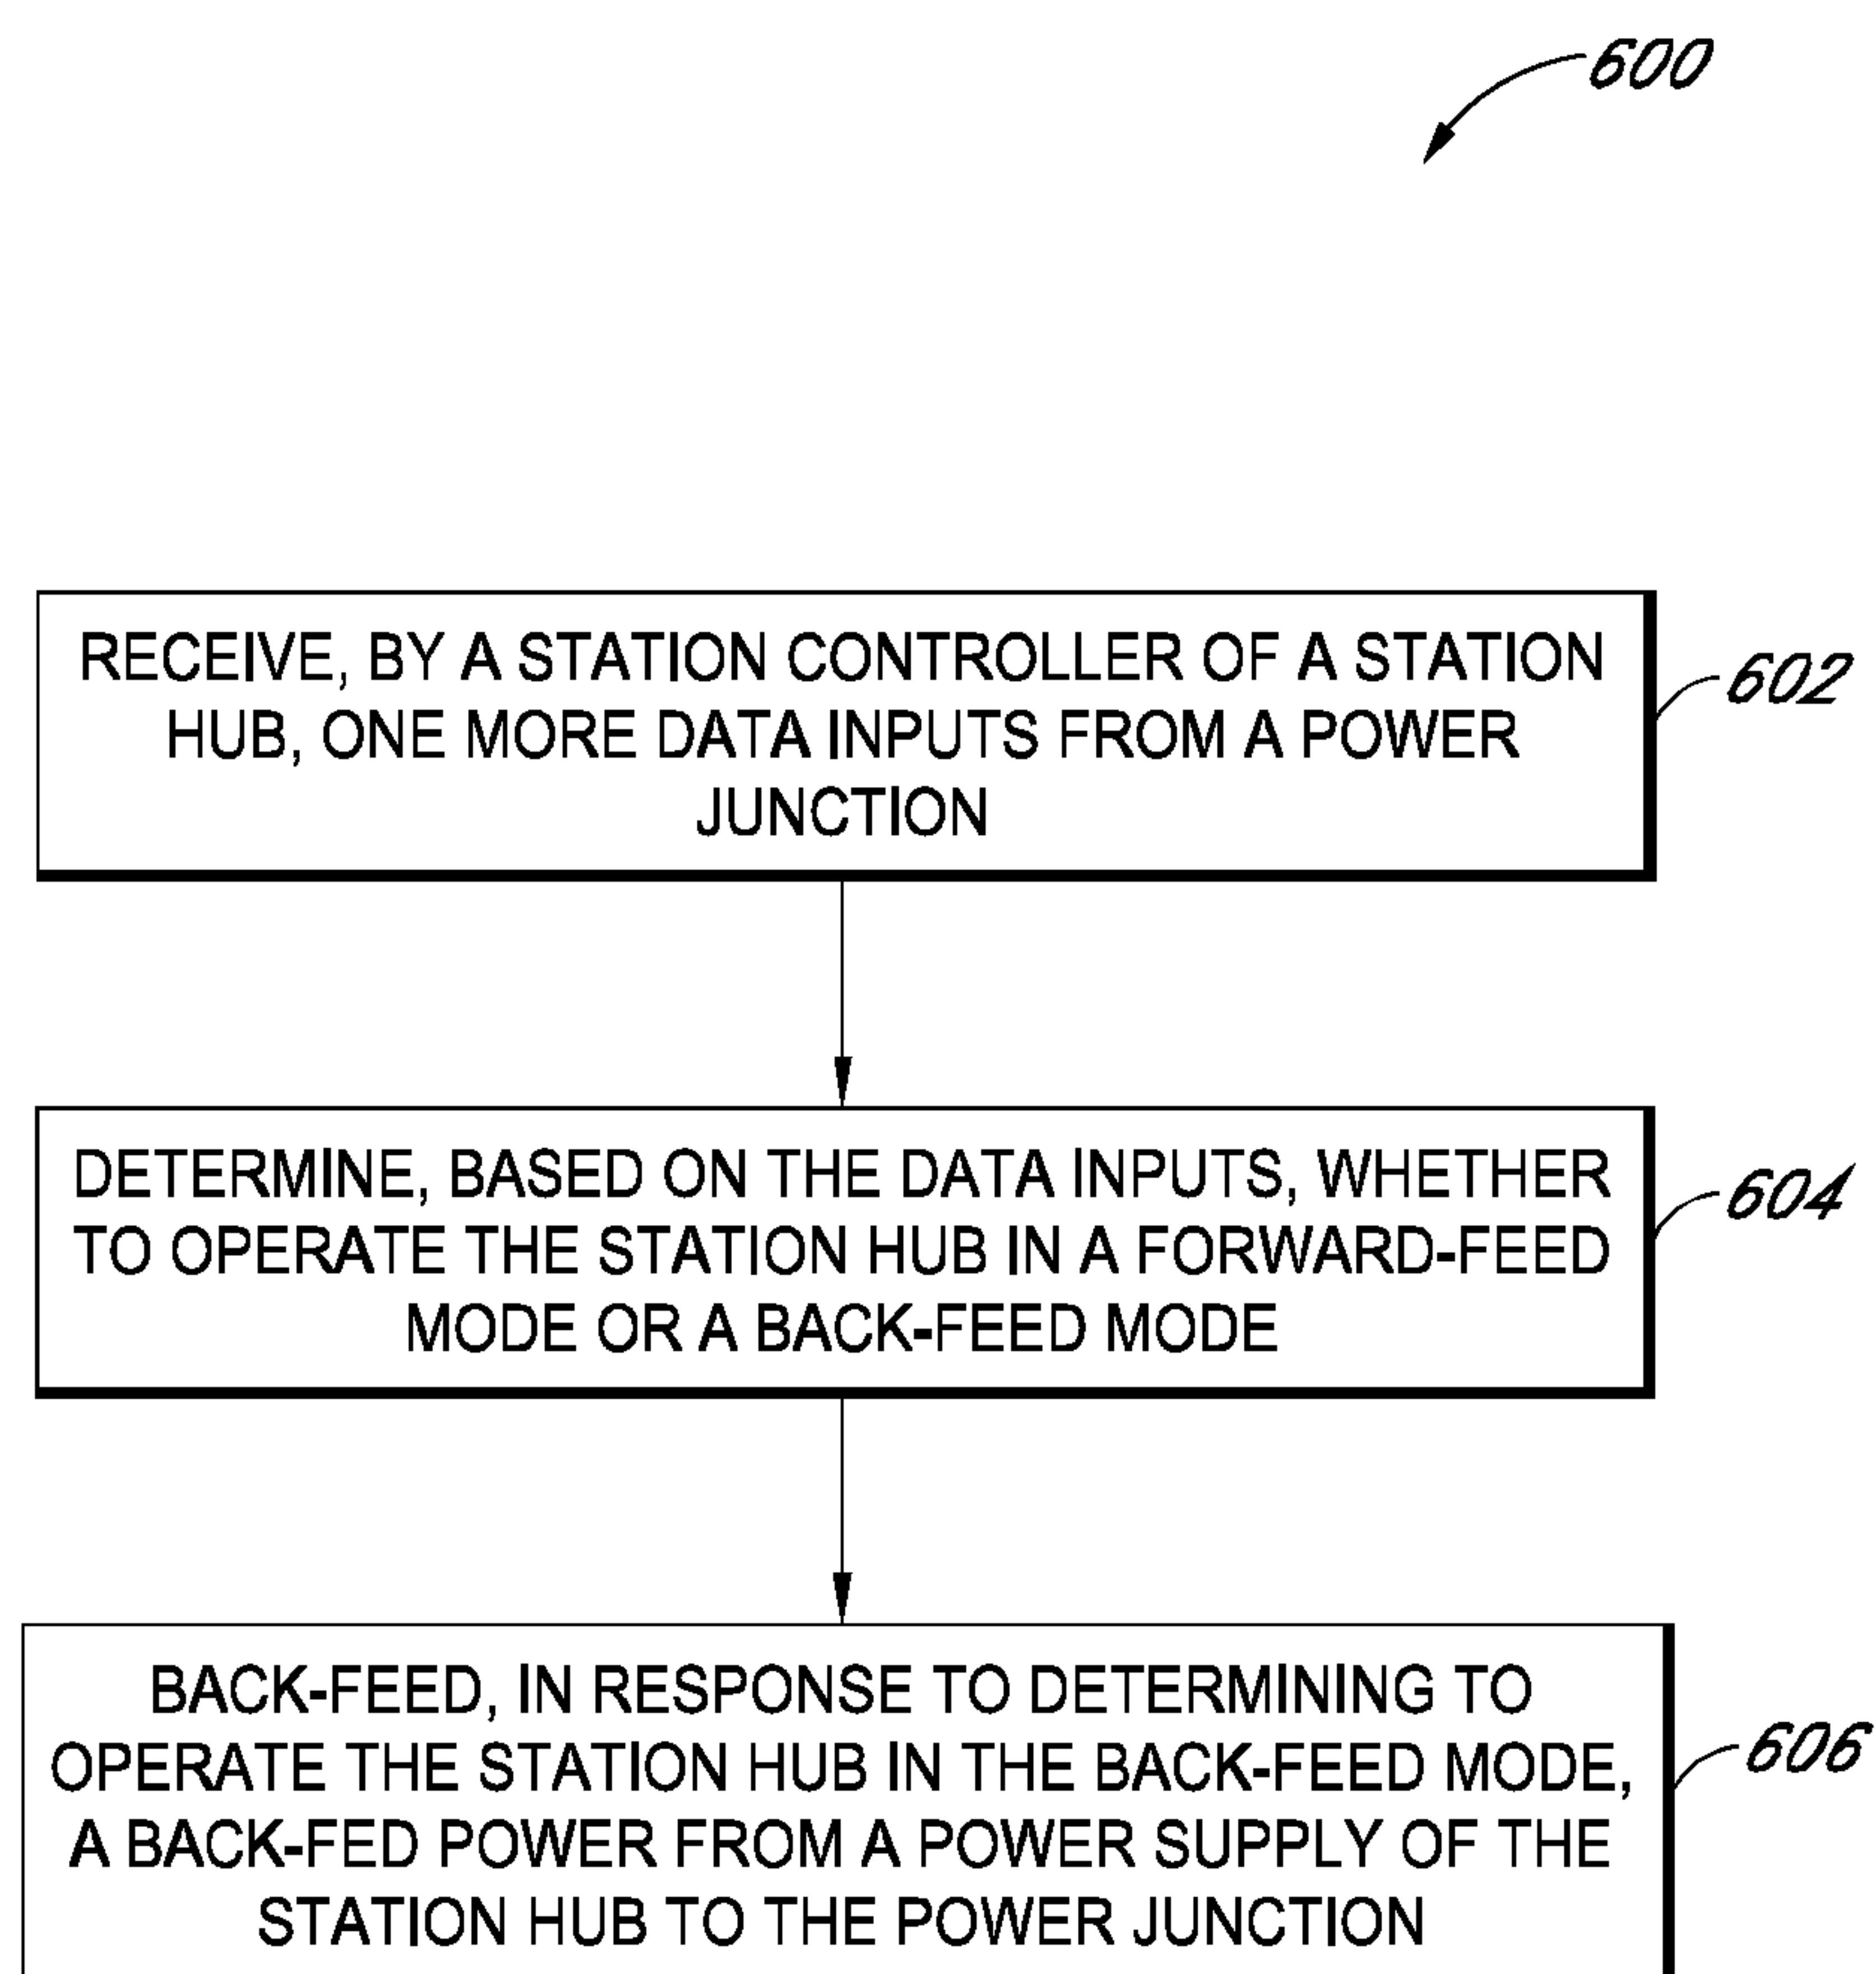 600
RECEIVE, BY A STATION CONTROLLER OF A STATION
HUB, ONE MORE DATA INPUTS FROM A POWER
JUNCTION
602
DETERMINE, BASED ON THE DATA INPUTS, WHETHER
TO OPERATE THE STATION HUB IN A FORWARD-FEED
MODE OR A BACK-FEED MODE
604
BACK-FEED, IN RESPONSE TO DETERMINING TO
OPERATE THE STATION HUB IN THE BACK-FEED MODE,
A BACK-FED POWER FROM A POWER SUPPLY OF THE
STATION HUB TO THE POWER JUNCTION
606